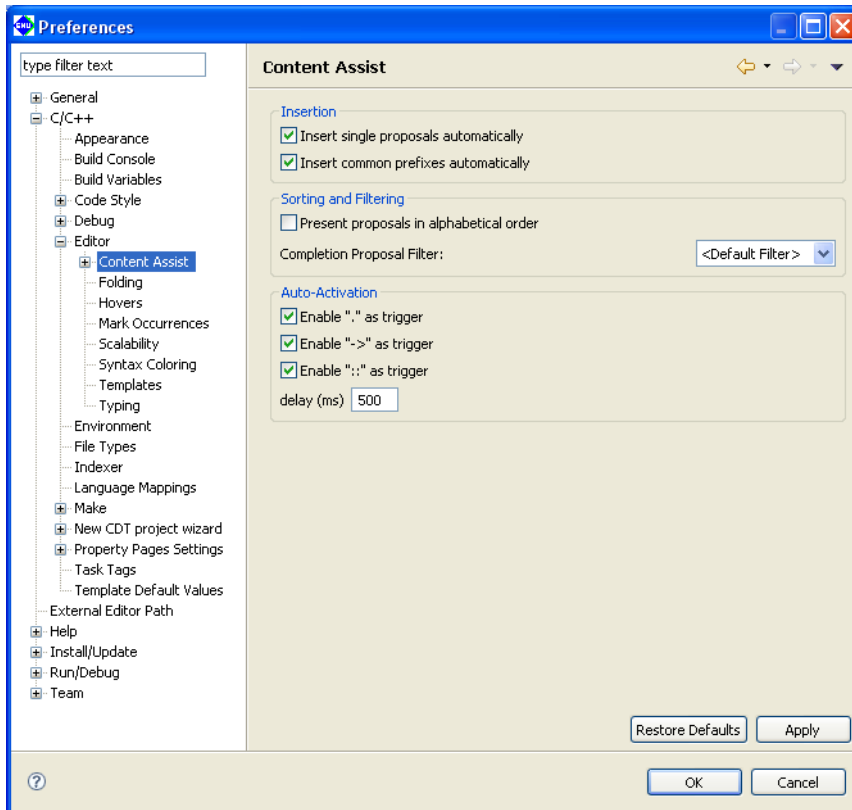 GNU Preferences
type filter text
General
C/C++
Appearance
Build Console
Build Variables
Code Style
Debug
Editor
Content Assist
Folding
Hovers
Mark Occurrences
Scalability
Syntax Coloring
Templates
Typing
Environment
File Types
Indexer
Language Mappings
Make
New CDT project wizard
Property Pages Settings
Task Tags
Template Default Values
External Editor Path
Help
Install/Update
Run/Debug
Team
Content Assist
Insertion
Insert single proposals automatically
Insert common prefixes automatically
Sorting and Filtering
Present proposals in alphabetical order
Completion Proposal Filter: <Default Filter>
Auto-Activation
Enable "." as trigger
Enable "->" as trigger
Enable "::" as trigger
delay (ms) 500
Restore Defaults Apply
? OK Cancel